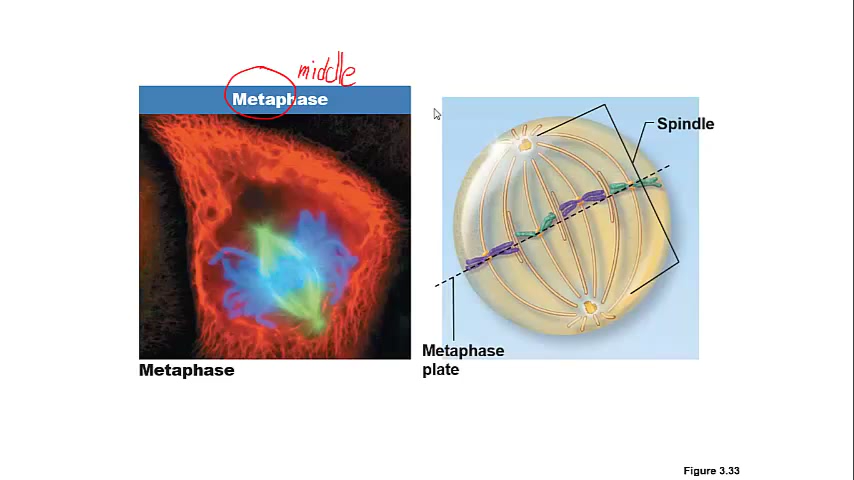 middle
Metaphase
Spindle
Metaphase
plate
Metaphase
Figure 3.33